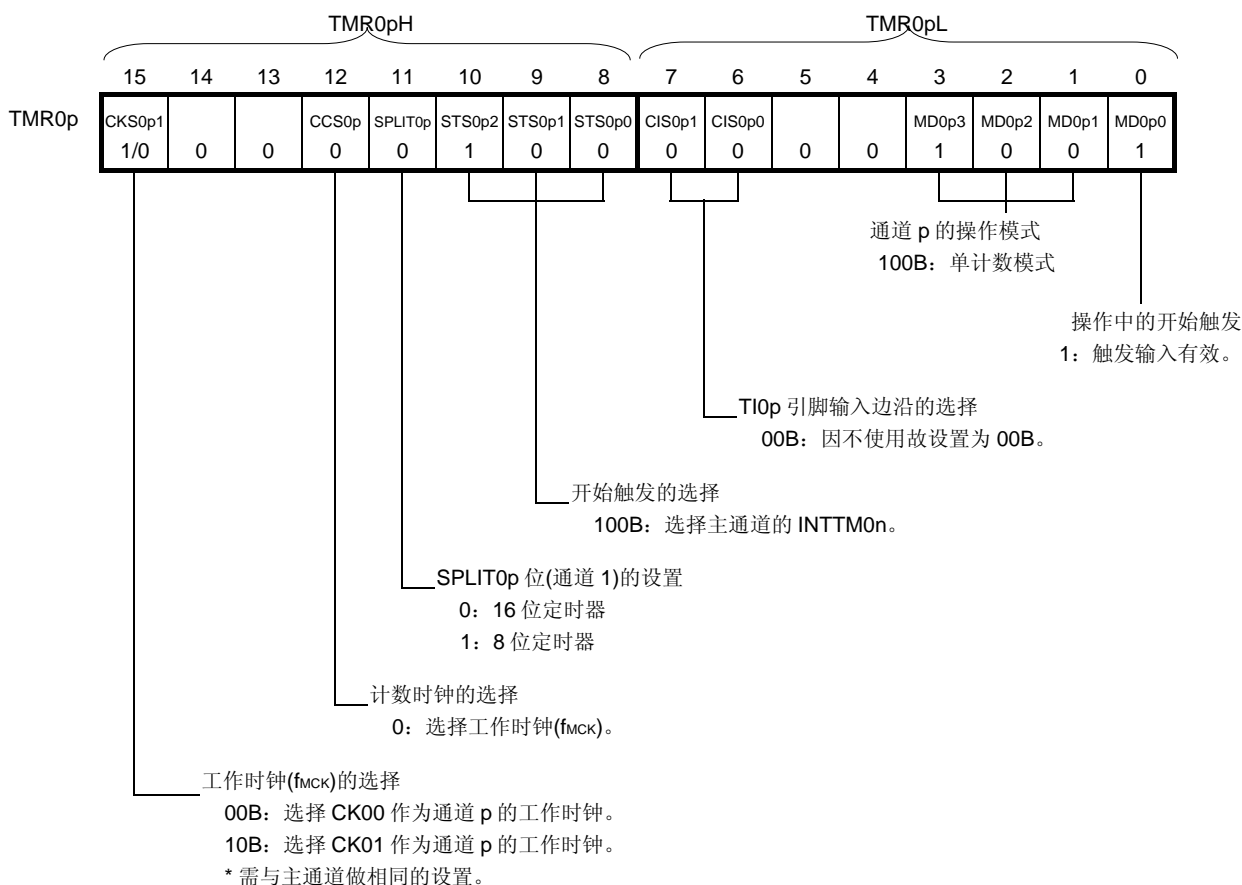 TMR0pH TMR0pL
15 14 13 12 11 10 9 8 7 6 5 4 3 2 1 0
TMR0p CKS0p1 CCS0p SPLIT0p STS0p2 STS0p1 STS0p0 CIS0p1 CIS0p0 MD0p3 MD0p2 MD0p1 MD0p0
1/0 0 0 0 0 1 0 0 0 0 0 0 1 0 0 1
通道 p 的操作模式
100B：单计数模式
操作中的开始触发
1：触发输入有效。
TI0p 引脚输入边沿的选择
00B：因不使用故设置为 00B。
开始触发的选择
100B：选择主通道的 INTTM0n。
SPLIT0p 位(通道 1)的设置
0：16 位定时器
1：8 位定时器
计数时钟的选择
0：选择工作时钟(fMCK)。
工作时钟(fMCK)的选择
00B：选择 CK00 作为通道 p 的工作时钟。
10B：选择 CK01 作为通道 p 的工作时钟。
* 需与主通道做相同的设置。